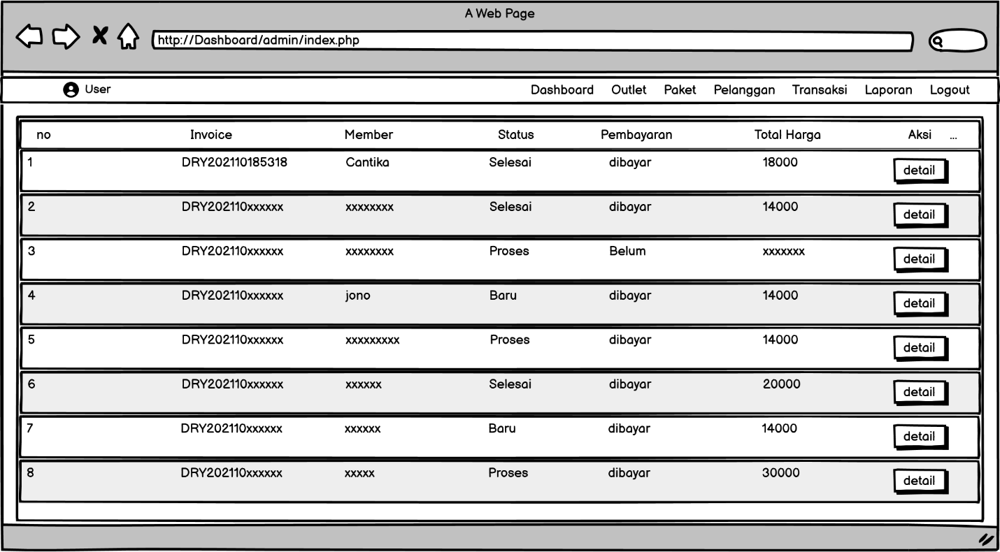 A Web Page
http://Dashboard/admin/index.php
User Dashboard Outlet Paket Pelanggan Transaksi Laporan Logout
no Invoice Member Status Pembayaran Total Harga Aksi ...
1 DRY202110185318 Cantika Selesai dibayar 18000 detail
2 DRY202110xxxxxx xxxxxxxx Selesai dibayar 14000 detail
3 DRY202110xxxxxx xxxxxxxx Proses Belum xxxxxxx detail
4 DRY202110xxxxxx jono Baru dibayar 14000 detail
5 DRY202110xxxxxx xxxxxxxxx Proses dibayar 14000 detail
6 DRY202110xxxxxx xxxxxx Selesai dibayar 20000 detail
7 DRY202110xxxxxx xxxxxx Baru dibayar 14000 detail
8 DRY202110xxxxxx xxxxx Proses dibayar 30000 detail